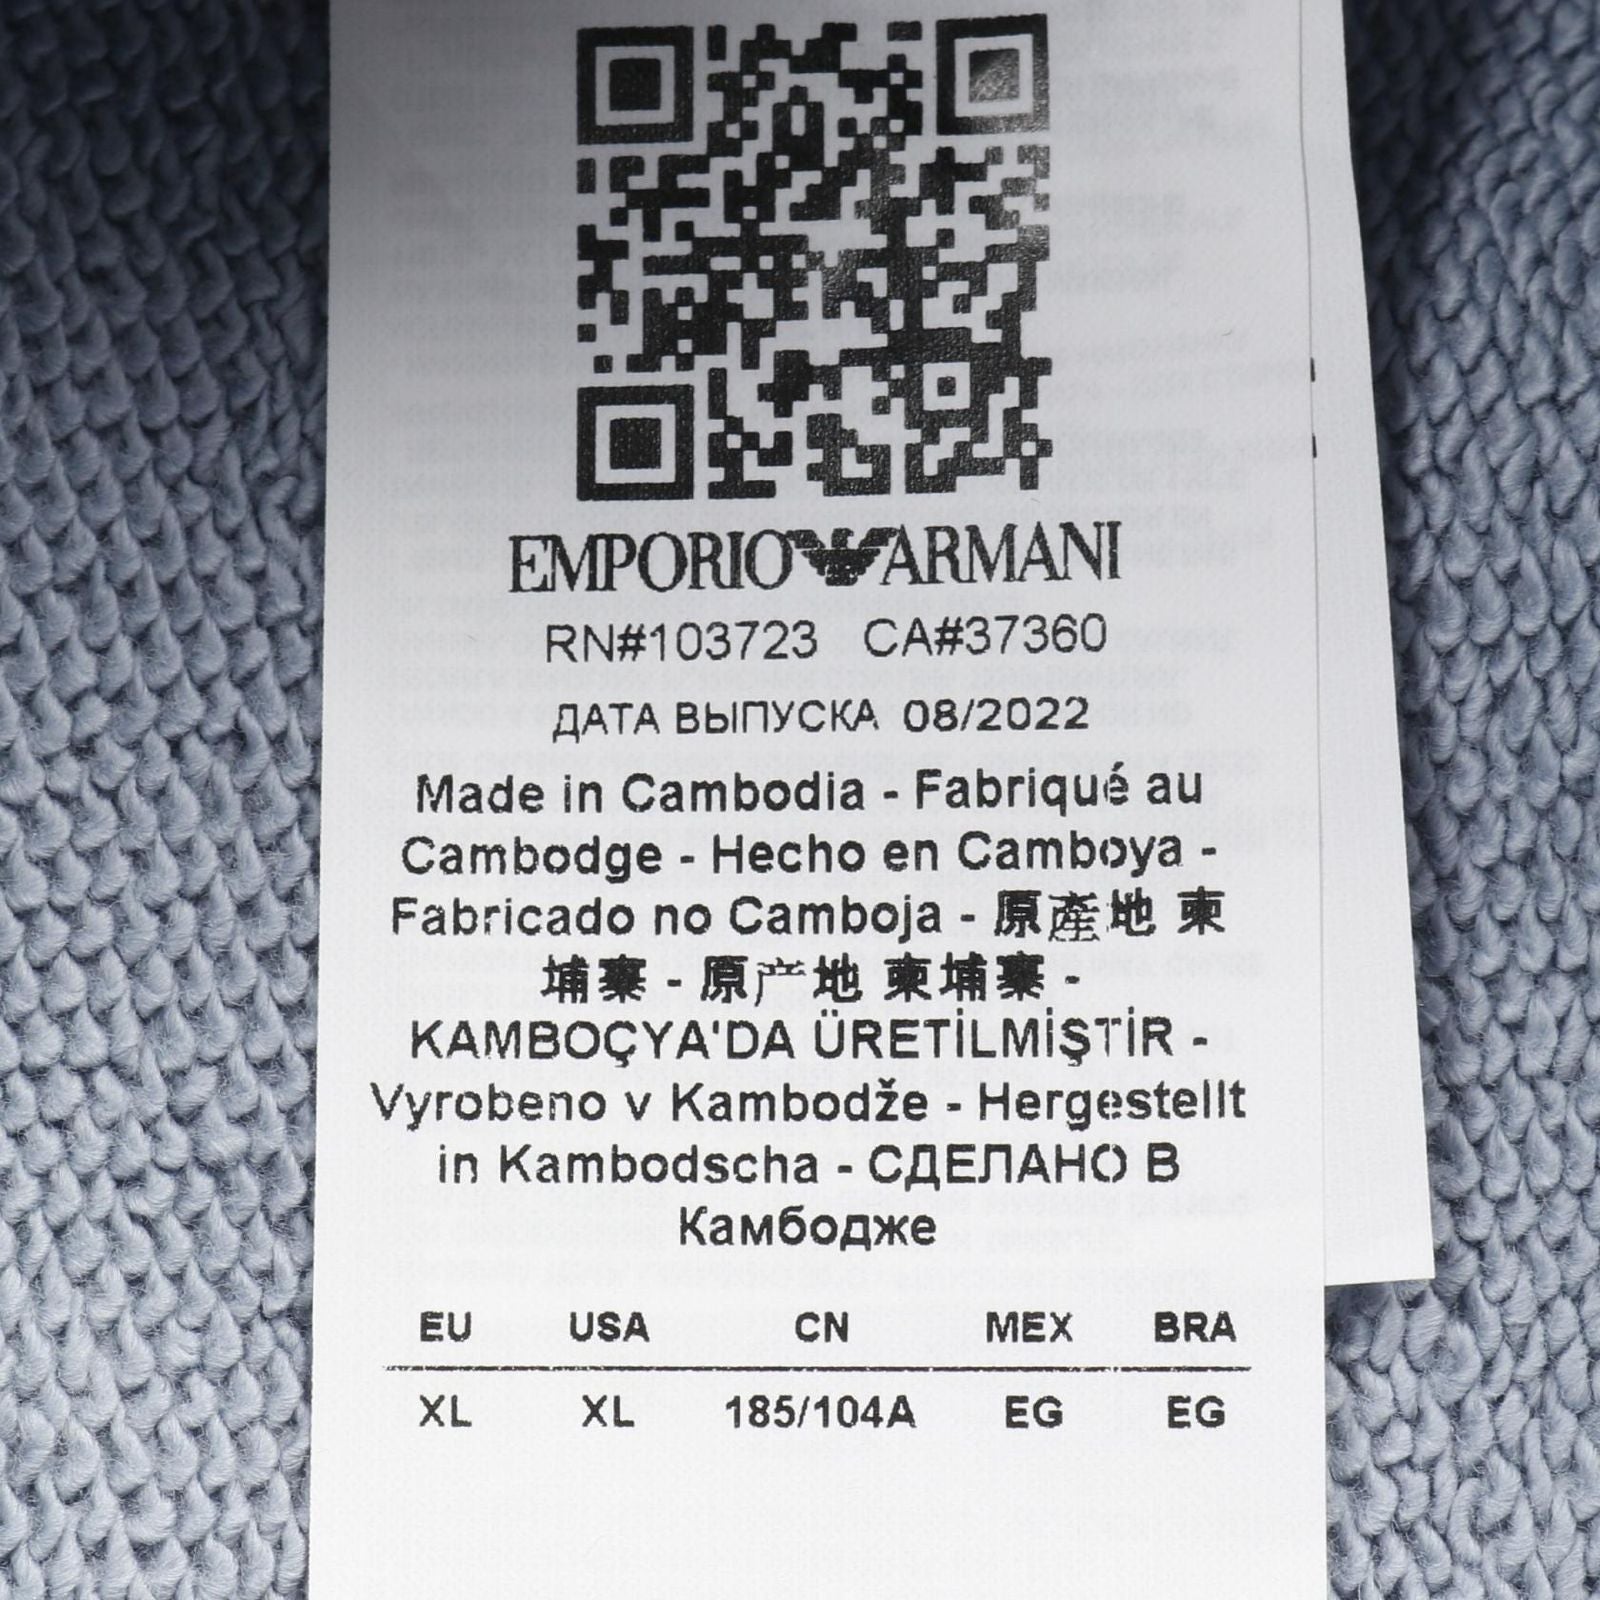 EMPORIO ARMANI
RN#103723 CA#37360
ДАТА ВЫПУСКА 08/2022
Made in Cambodia - Fabriqué au
Cambodge - Hecho en Camboya -
Fabricado no Camboja - 原產地 柬
埔寨 - 原产地 柬埔寨 -
KAMBOÇYA'DA ÜRETİLMİŞTİR -
Vyrobeno v Kambodže - Hergestellt
in Kambodscha - СДЕЛАНО В
Камбодже
EU USA CN MEX BRA
XL XL 185/104A EG EG